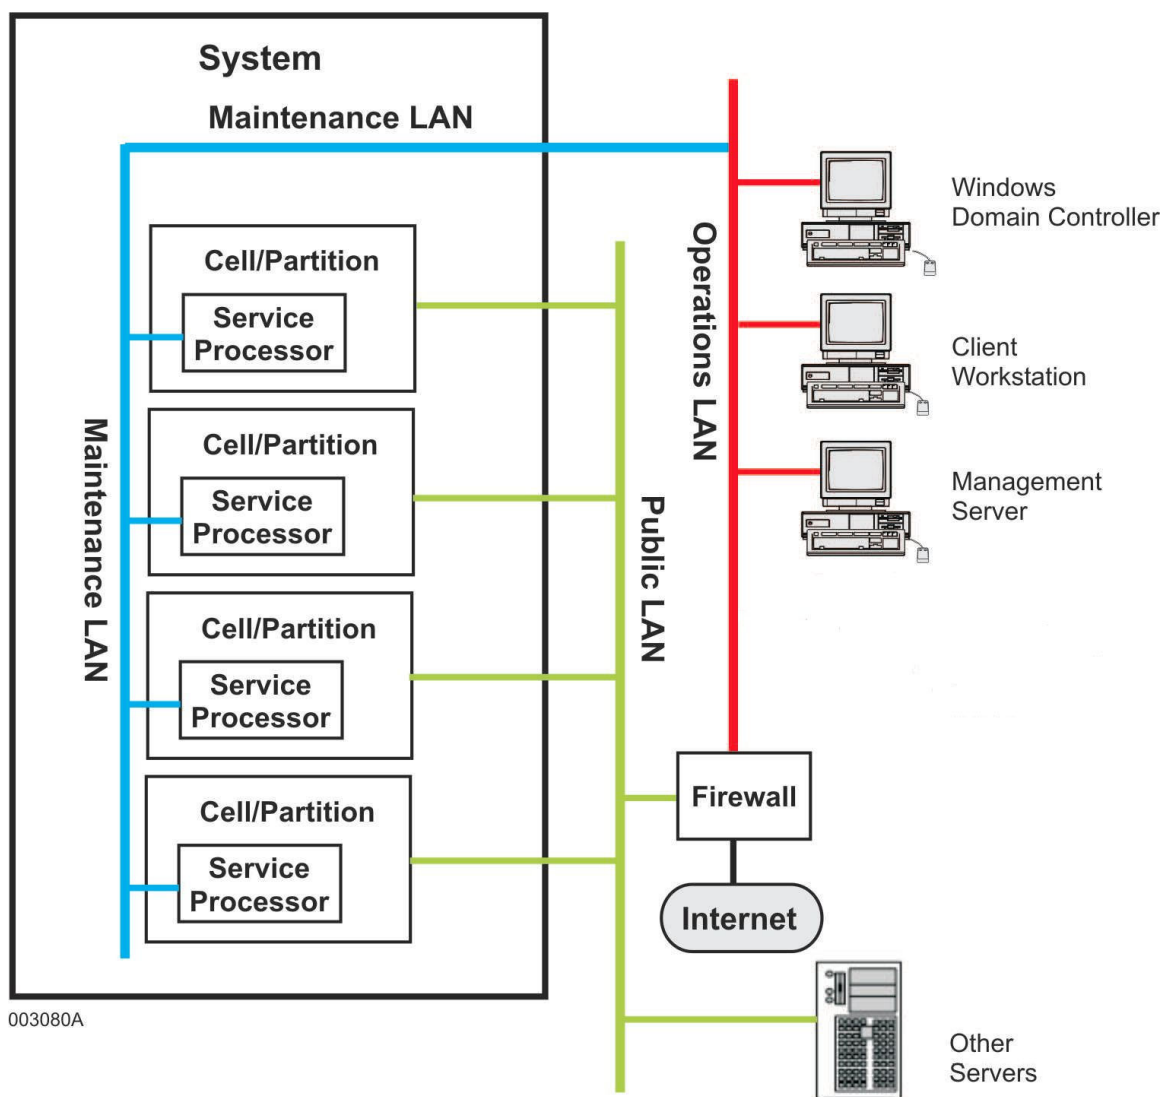 System
Maintenance LAN
Cell/Partition
Service
Processor
Cell/Partition
Service
Processor
Cell/Partition
Service
Processor
Cell/Partition
Service
Processor
Maintenance LAN
Public LAN
Operations LAN
Windows
Domain Controller
Client
Workstation
Management
Server
Firewall
Internet
Other
Servers
003080A